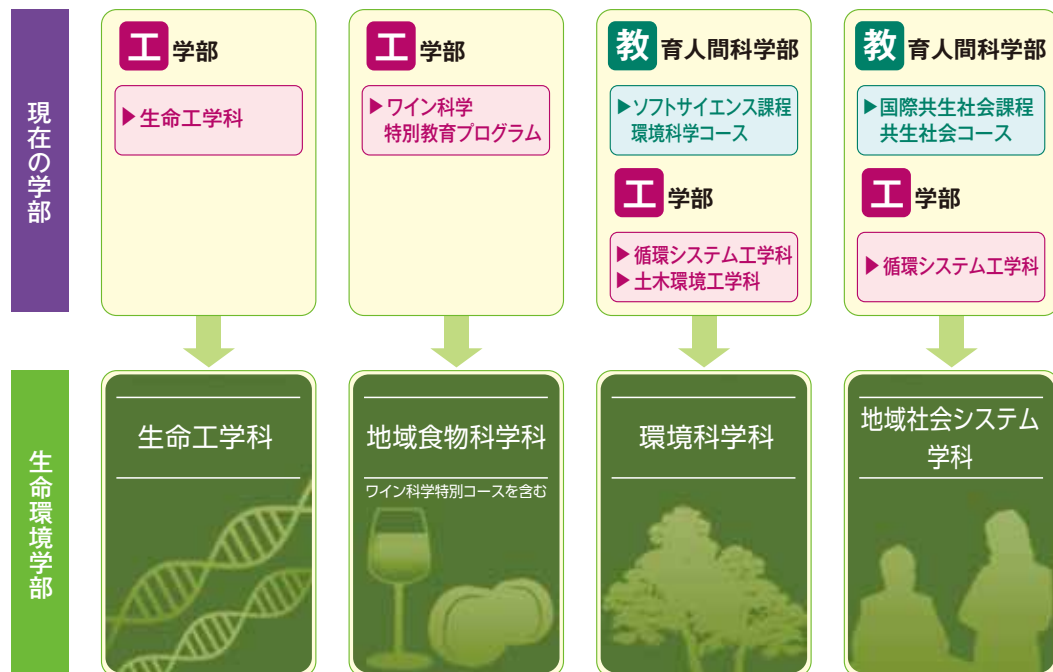 現在の学部
工学部
▶生命工学科
工学部
▶ワイン科学
特別教育プログラム
教育人間科学部
▶ソフトサイエンス課程
環境科学コース
工学部
▶循環システム工学科
▶土木環境工学科
教育人間科学部
▶国際共生社会課程
共生社会コース
工学部
▶循環システム工学科
生命環境学部
生命工学科
地域食物科学科
ワイン科学特別コースを含む
環境科学科
地域社会システム
学科